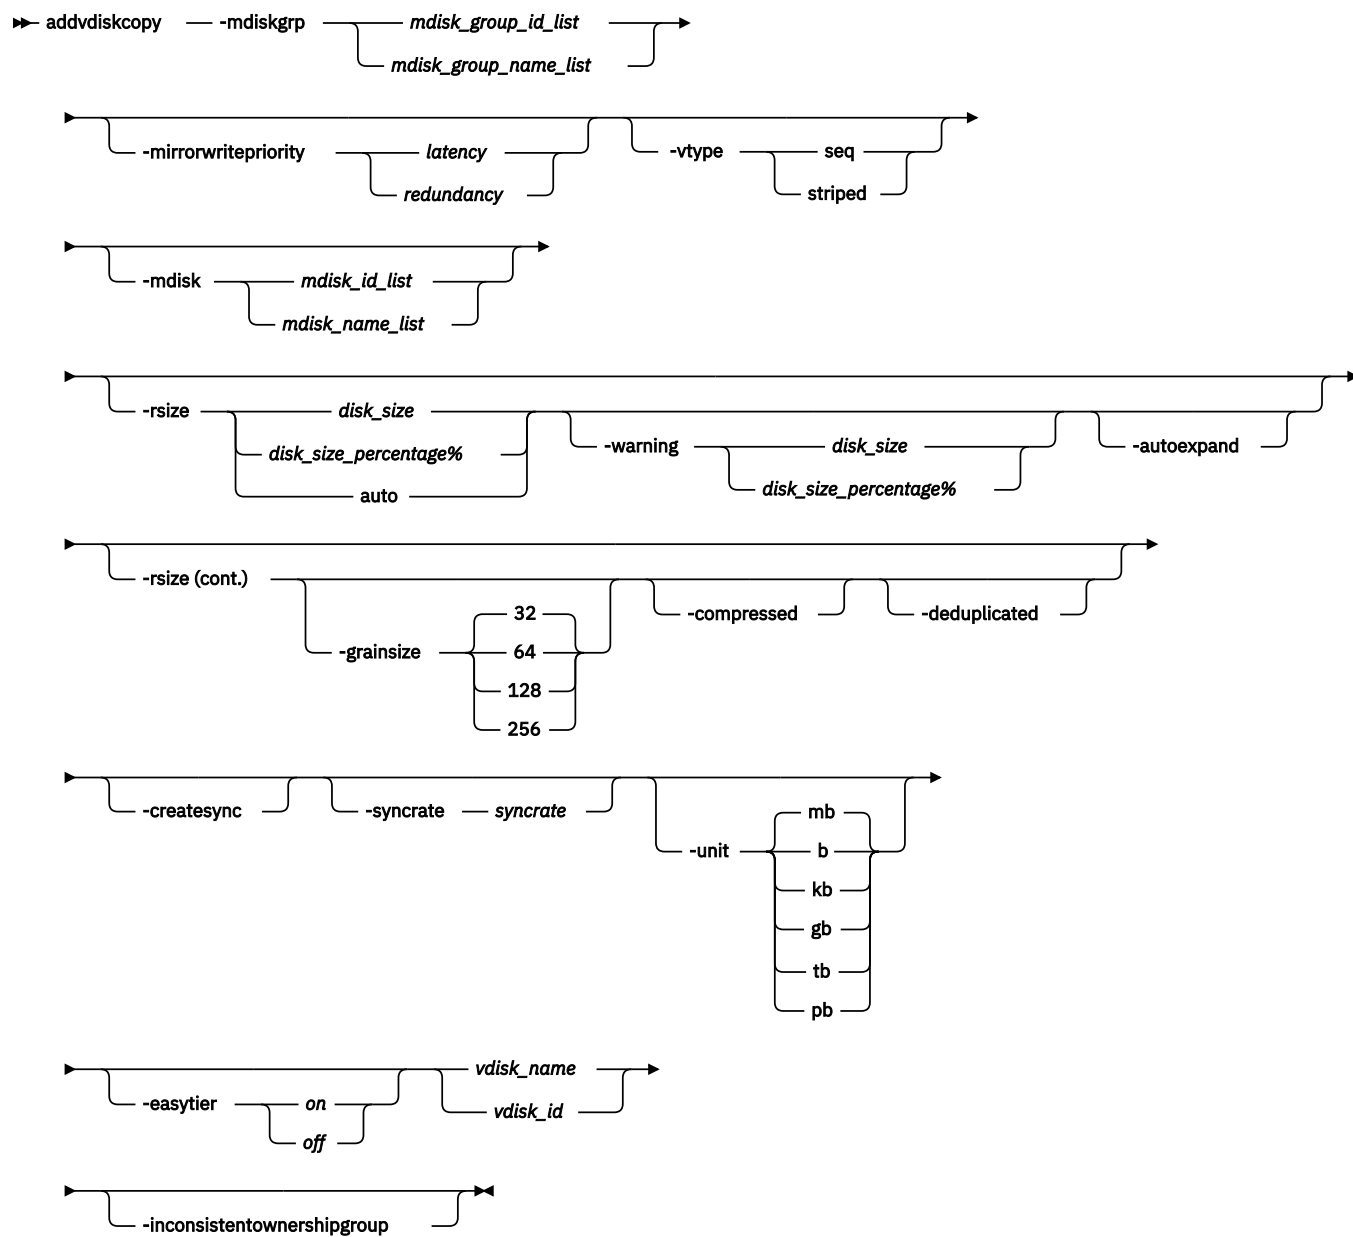 addvdiskcopy -mdiskgrp mdisk_group_id_list
mdisk_group_name_list
-mirrorwritepriority latency -vtype seq
redundancy striped
-mdisk mdisk_id_list
mdisk_name_list
-rsize disk_size
disk_size_percentage% -warning disk_size -autoexpand
auto disk_size_percentage%
-rsize (cont.)
32 -compressed -deduplicated
-grainsize 64
128
256
-createsync -syncrate syncrate mb
-unit b
kb
gb
tb
pb
vdisk_name
-easytier on vdisk_id
off
-inconsistentownershipgroup